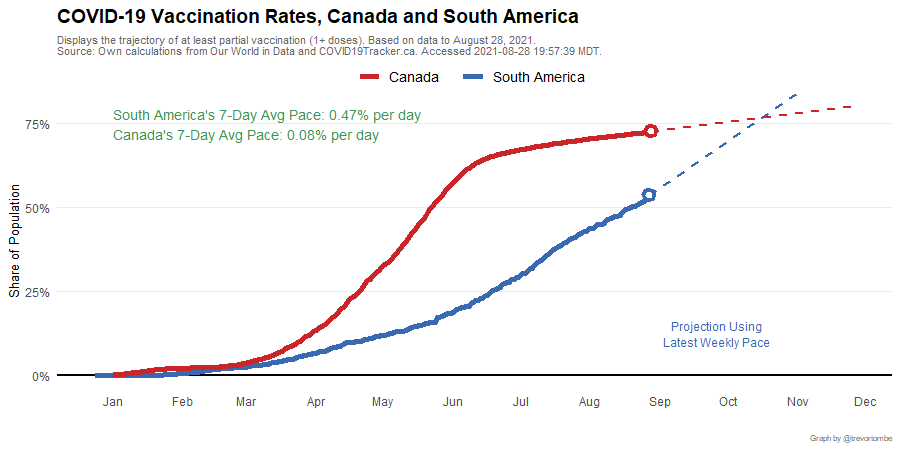 COVID-19 Vaccination Rates, Canada and South America
Displays the trajectory of at least partial vaccination (1+ doses). Based on data to August 28, 2021.
Source: Own calculations from Our World in Data and COVID19Tracker.ca. Accessed 2021-08-28 19:57:39 MDT.
Canada South America
South America's 7-Day Avg Pace: 0.47% per day
Canada's 7-Day Avg Pace: 0.08% per day
75%
50%
25%
0%
Share of Population
Projection Using
Latest Weekly Pace
Jan Feb Mar Apr May Jun Jul Aug Sep Oct Nov Dec
Graph by @trevortombe